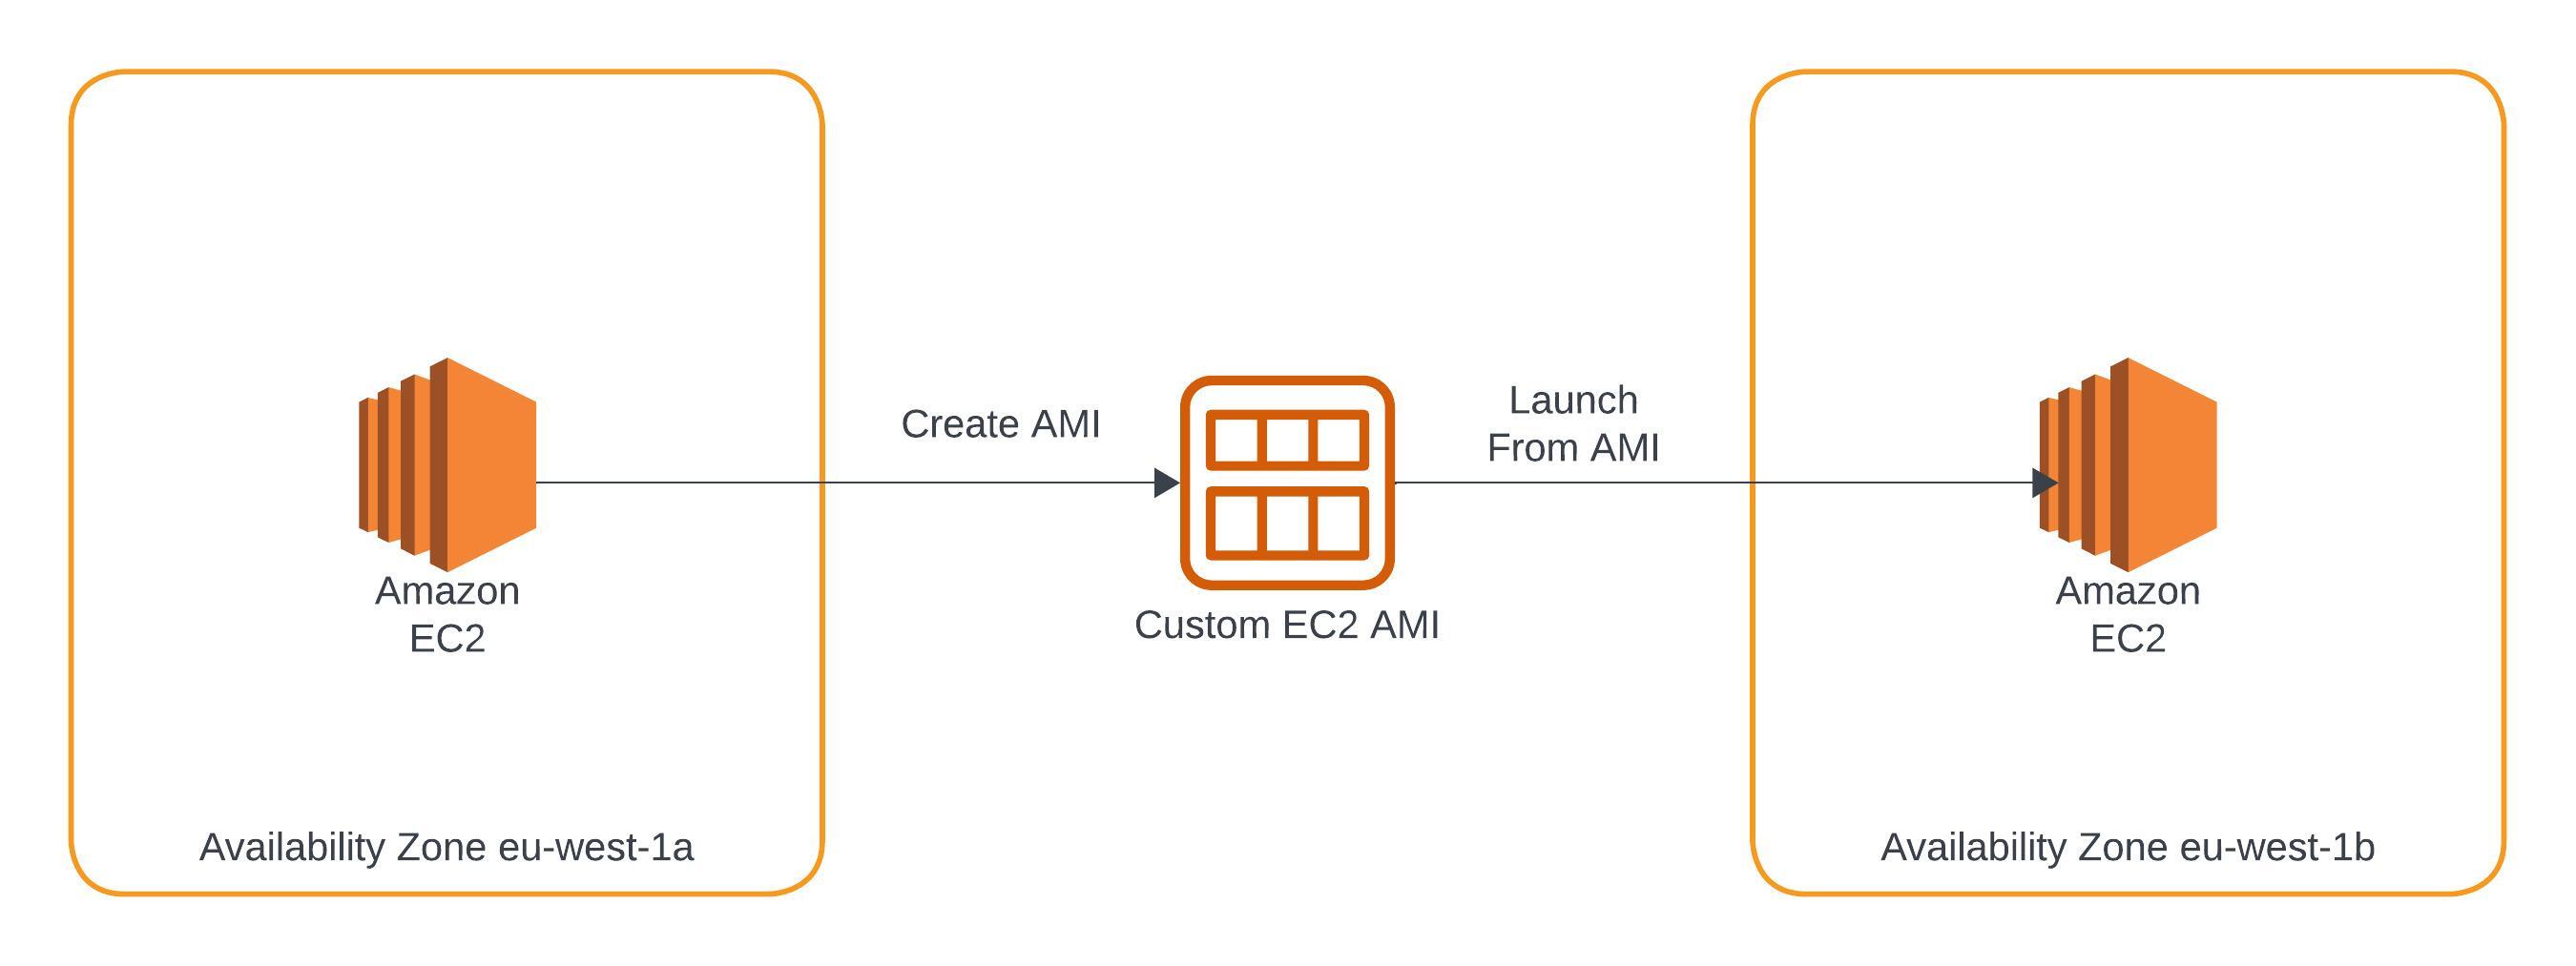 Create AMI
Launch
From AMI
Amazon
EC2
Custom EC2 AMI
Amazon
EC2
Availability Zone eu-west-1a
Availability Zone eu-west-1b